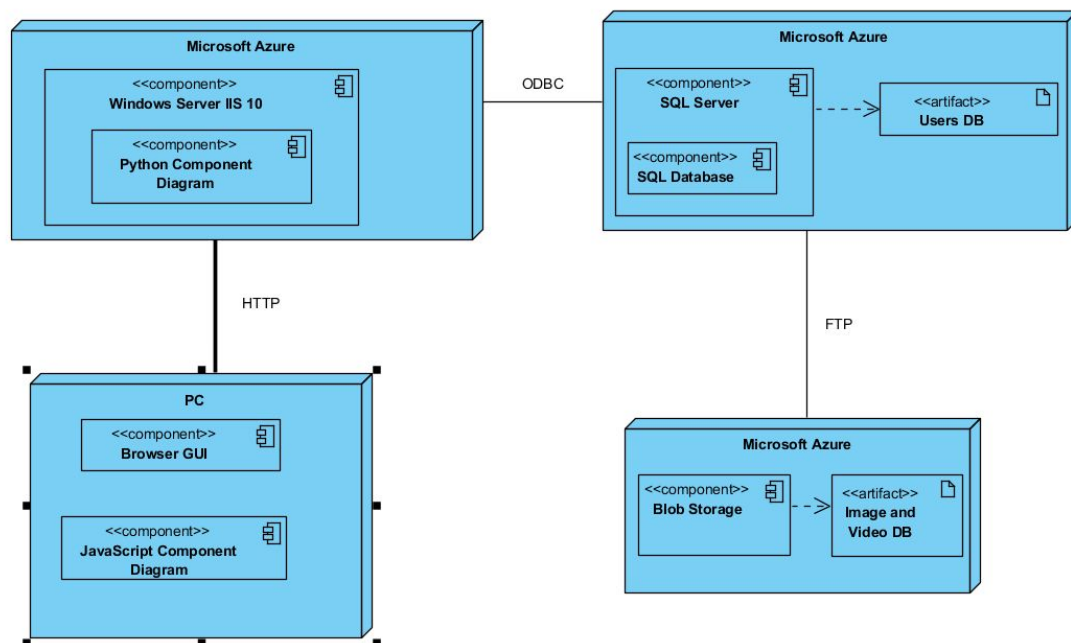 Microsoft Azure
<<component>>
Windows Server IIS 10
<<component>>
Python Component
Diagram
ODBC
Microsoft Azure
<<component>>
SQL Server
<<component>>
SQL Database
<<artifact>>
Users DB
HTTP
FTP
PC
<<component>>
Browser GUI
<<component>>
JavaScript Component
Diagram
Microsoft Azure
<<component>>
Blob Storage
<<artifact>>
Image and
Video DB